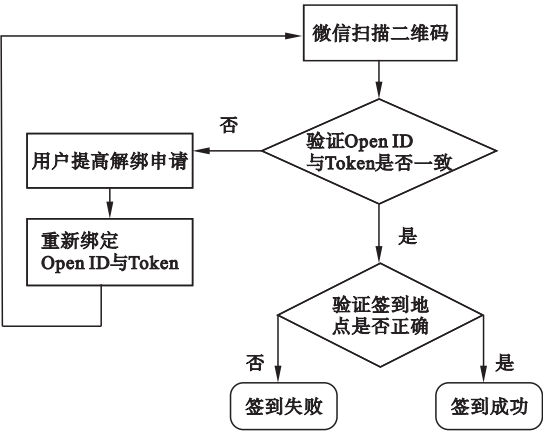 微信扫描二维码
否
验证Open ID
与Token是否一致
用户提高解绑申请
重新绑定
Open ID与Token
是
验证签到地
点是否正确
否
是
签到失败
签到成功